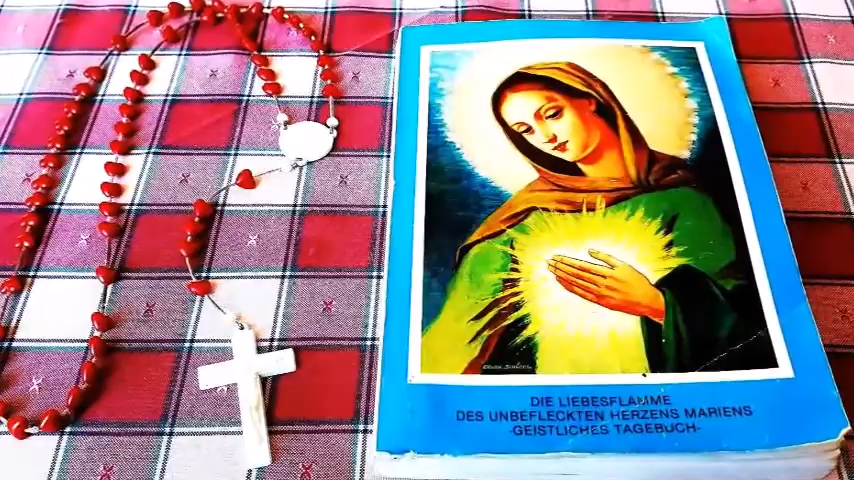 DIE LIEBESFLAMME
DES UNBEFLECKTEN HERZENS MARIENS
-GEISTLICHES TAGEBUCH-